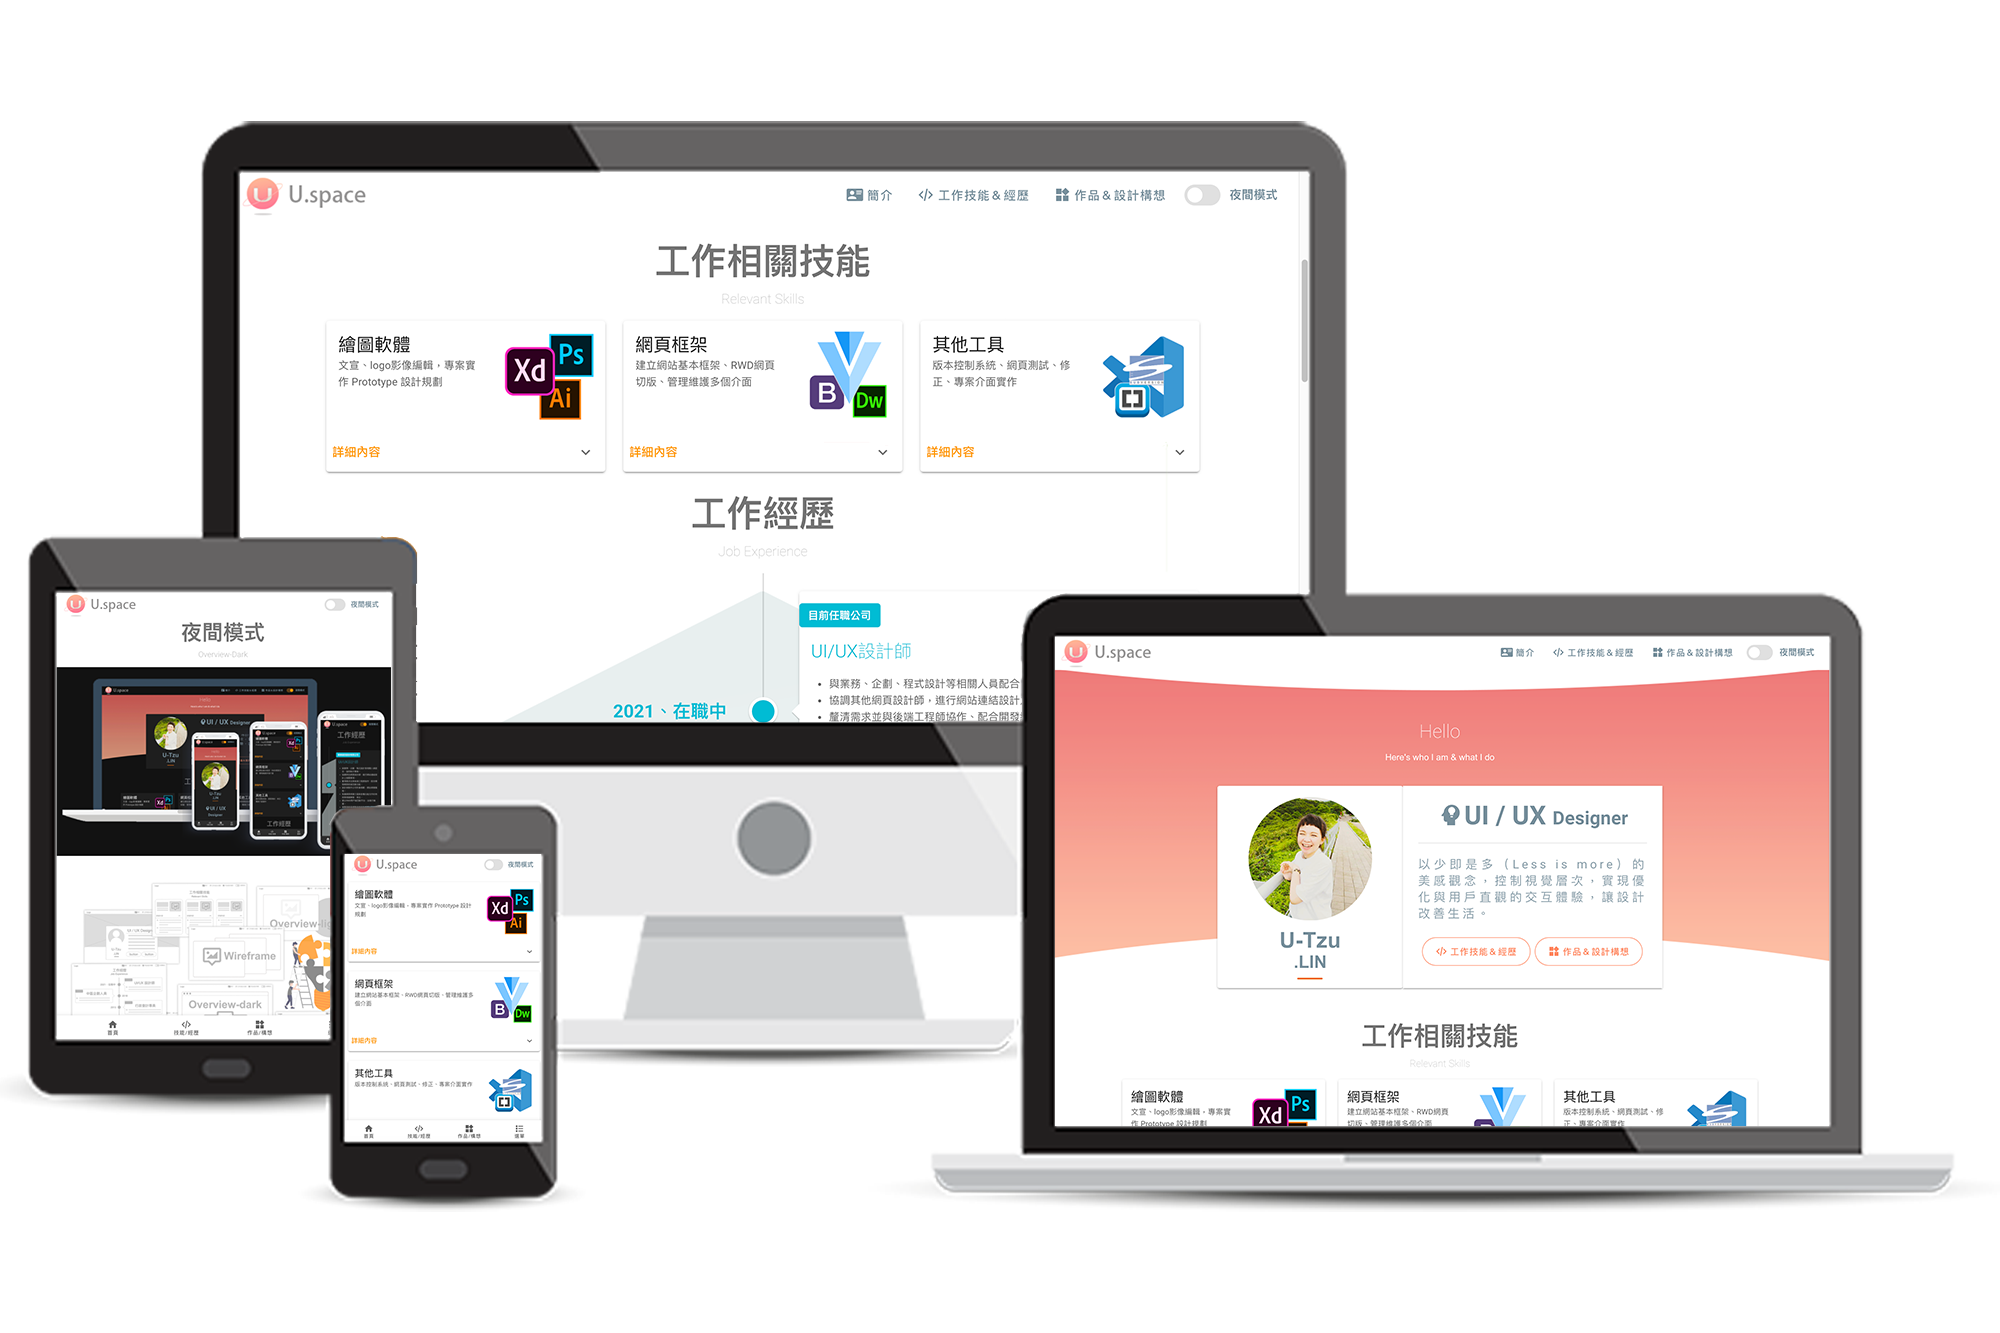 U.space
簡介
工作技能＆經歷
作品＆設計構想
夜間模式
工作相關技能
Relevant Skills
繪圖軟體
文宣、logo影像編輯，專案實
作 Prototype 設計規劃
Xd
Ps
Ai
詳細內容
網頁框架
建立網站基本框架、RWD網頁
切版、管理維護多個介面
B
Dw
詳細內容
其他工具
版本控制系統、網頁測試、修
正、專案介面實作
詳細內容
工作經歷
Job Experience
目前任職公司
UI/UX設計師
與業務、企劃、程式設計等相關人員配合
協調其他網頁設計師，進行網站連結設計
釐清需求並與後端工程師協作、配合開發
2021、在職中
U.space
夜間模式
夜間模式
Overview-Dark
U.space
UI / UX Designer
U-Tzu
.LIN
工作經歷
Overview-li
Wireframe
Overview-dark
首頁
技能/經歷
作品/構想
U.space
夜間模式
繪圖軟體
文宣、logo影像編輯，專案實作 Prototype 設計
規劃
Xd
Ps
Ai
詳細內容
網頁框架
建立網站基本框架、RWD網頁切版、管理維護多
個介面
B
Dw
詳細內容
其他工具
版本控制系統、網頁測試、修正、專案介面實作
首頁
技能/經歷
作品/構想
選單
U.space
簡介
工作技能＆經歷
作品＆設計構想
夜間模式
Hello
Here's who I am & what I do
U-Tzu
.LIN
UI / UX Designer
以少即是多（Less is more）的
美感觀念，控制視覺層次，實現優
化與用戶直觀的交互體驗，讓設計
改善生活。
工作技能＆經歷
作品＆設計構想
工作相關技能
Relevant Skills
繪圖軟體
文宣、logo影像編輯，專案實
作 Prototype 設計規劃
Xd
Ps
網頁框架
建立網站基本框架、RWD網頁
切版、管理維護多個介面
其他工具
版本控制系統、網頁測試、修
正、專案介面實作